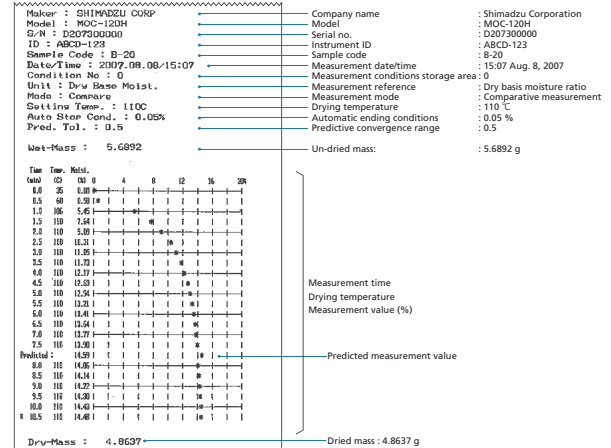 Maker : SHIMADZU CORP
Model : MOC-120H
S/N : D207300000
ID : ABCD-123
Sample Code : B-20
Date/Time : 2007.08.08/15:07
Condition No : 0
Unit : Dry Base Moist.
Mode : Compare
Setting Temp. : 110C
Auto Stop Cond. : 0.05%
Pred. Tol. : 0.5
Wet-Mass : 5.6892
Time Temp. Moist.
(min) (C) (%) 0 4 8 12 16 20%
0.0 35 0.00
0.5 60 0.58
1.0 106 5.45
1.5 110 7.64
2.0 110 9.09
2.5 110 10.31
3.0 110 11.05
3.5 110 11.73
4.0 110 12.17
4.5 110 12.63
5.0 110 12.94
5.5 110 13.21
6.0 110 13.41
6.5 110 13.64
7.0 110 13.77
7.5 110 13.90
Predicted : 14.59
8.0 110 14.06
8.5 110 14.14
9.0 110 14.22
9.5 110 14.30
10.0 110 14.43
* 10.5 110 14.48
Dry-Mass : 4.8637
Company name : Shimadzu Corporation
Model : MOC-120H
Serial no. : D207300000
Instrument ID : ABCD-123
Sample code : B-20
Measurement date/time : 15:07 Aug. 8, 2007
Measurement conditions storage area : 0
Measurement reference : Dry basis moisture ratio
Measurement mode : Comparative measurement
Drying temperature : 110 ℃
Automatic ending conditions : 0.05 %
Predictive convergence range : 0.5
Un-dried mass: : 5.6892 g
Measurement time
Drying temperature
Measurement value (%)
Predicted measurement value
Dried mass : 4.8637 g